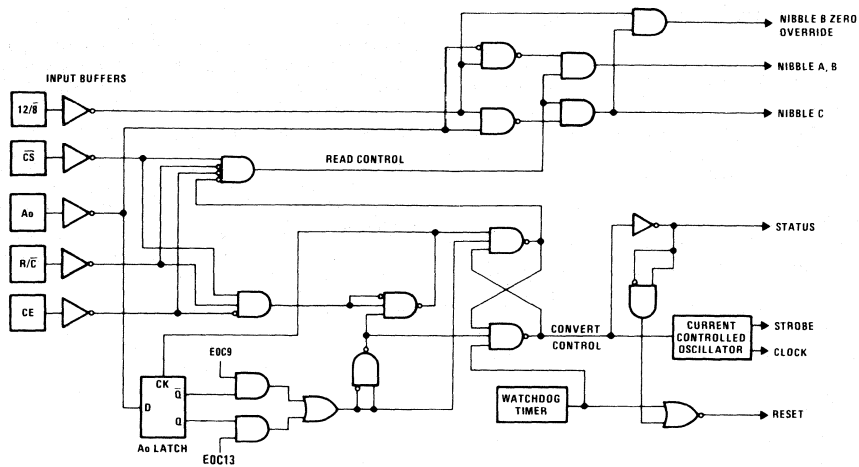 NIBBLE B ZERO
OVERRIDE
NIBBLE A, B
NIBBLE C
INPUT BUFFERS
12/8̅
C̅S̅
READ CONTROL
Ao
STATUS
R/C̅
CE
CONVERT
CONTROL
CURRENT
CONTROLLED
OSCILLATOR
STROBE
CLOCK
EOC9
CK
Q̅
D
Q
Ao LATCH
EOC13
WATCHDOG
TIMER
RESET